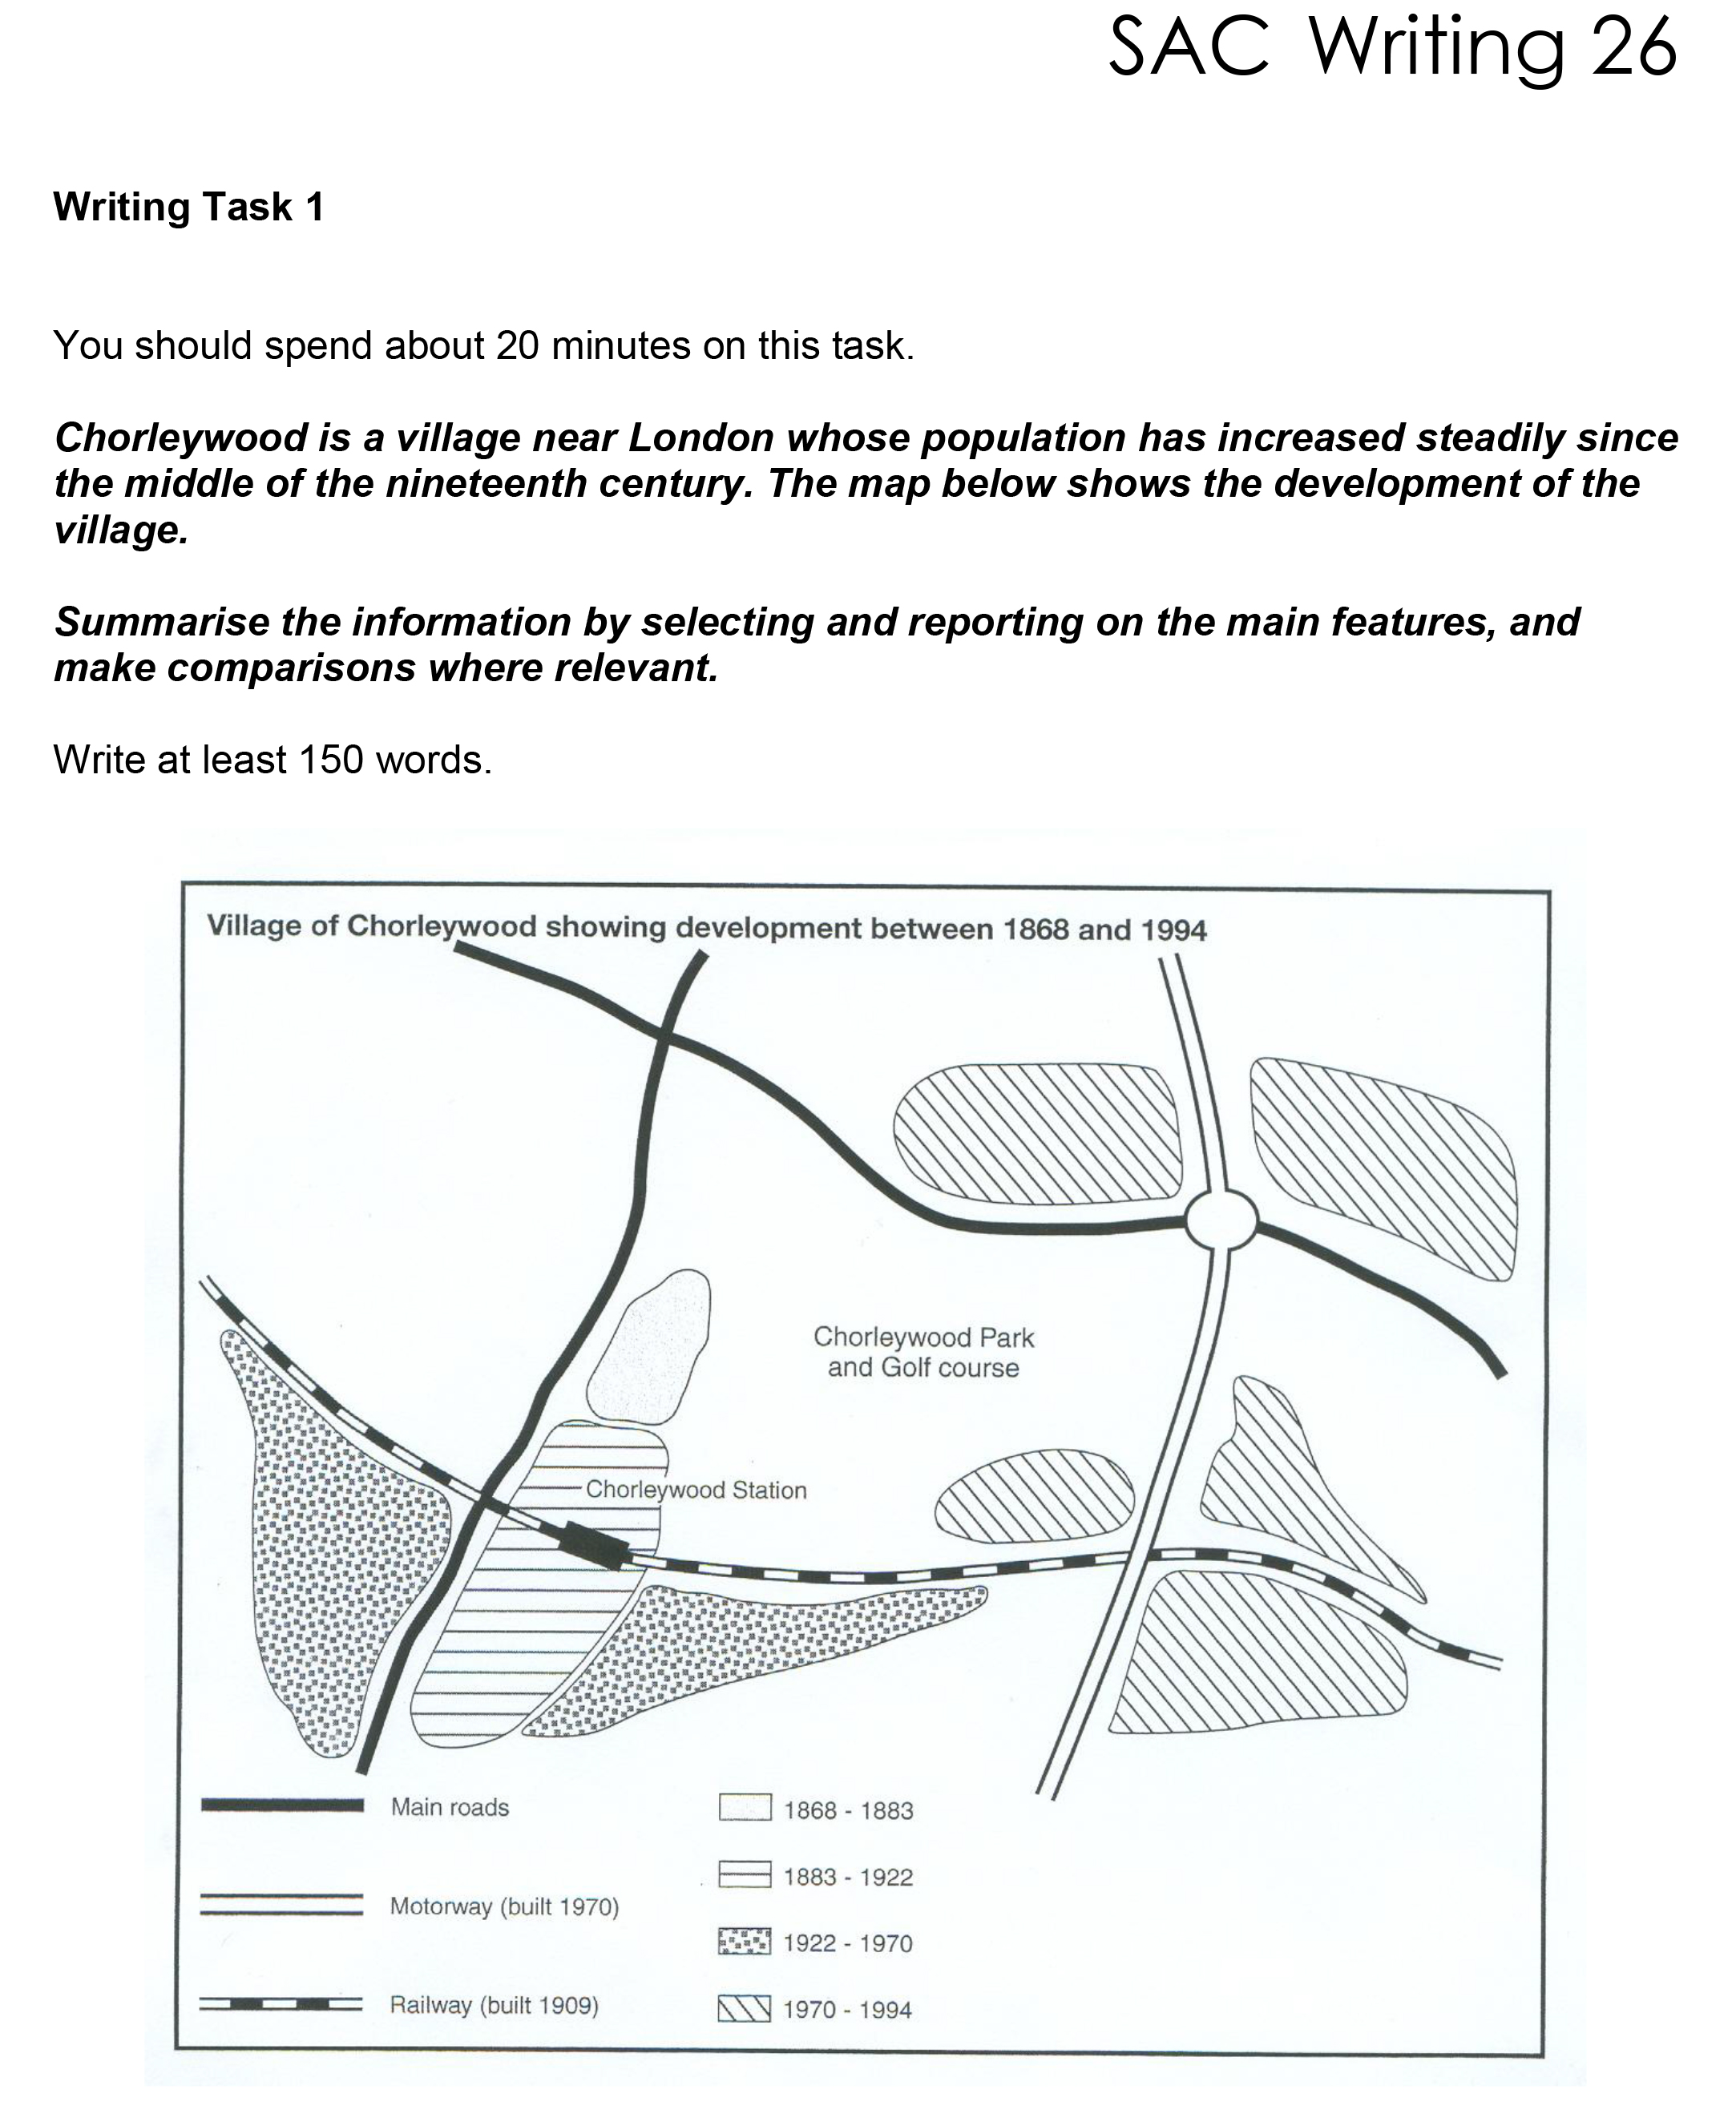 SAC Writing 26
Writing Task 1
You should spend about 20 minutes on this task.
Chorleywood is a village near London whose population has increased steadily since
the middle of the nineteenth century. The map below shows the development of the
village.
Summarise the information by selecting and reporting on the main features, and
make comparisons where relevant.
Write at least 150 words.
Village of Chorleywood showing development between 1868 and 1994
Chorleywood Park
and Golf course
Chorleywood Station
Main roads
Motorway (built 1970)
Railway (built 1909)
1868 - 1883
1883 - 1922
1922 - 1970
1970 - 1994